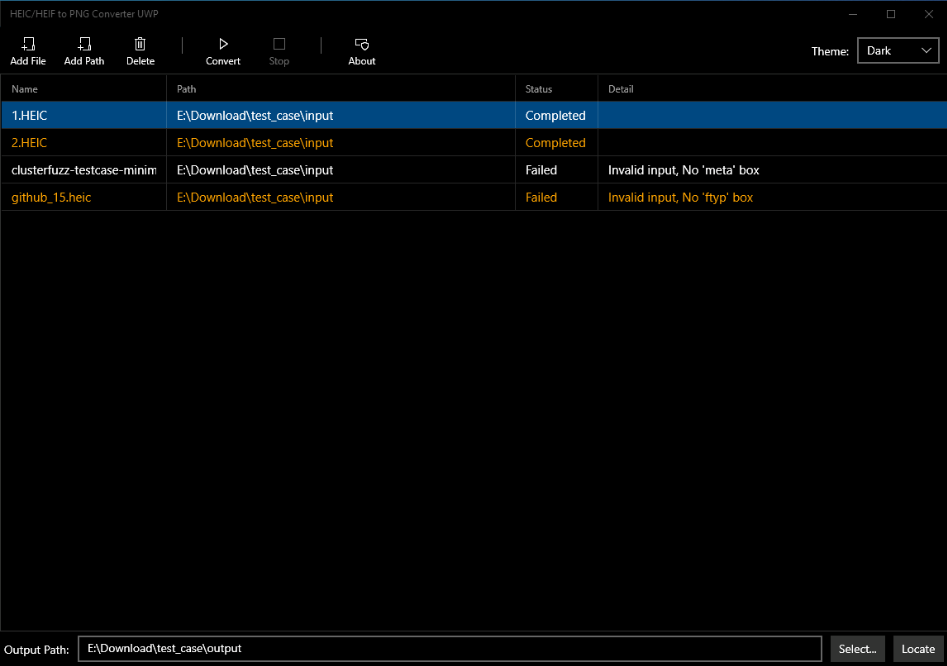 HEIC/HEIF to PNG Converter UWP
Add File Add Path Delete Convert Stop About Theme: Dark
Name Path Status Detail
1.HEIC E:\Download\test_case\input Completed
2.HEIC E:\Download\test_case\input Completed
clusterfuzz-testcase-minim E:\Download\test_case\input Failed Invalid input, No 'meta' box
github_15.heic E:\Download\test_case\input Failed Invalid input, No 'ftyp' box
Output Path: E:\Download\test_case\output Select... Locate